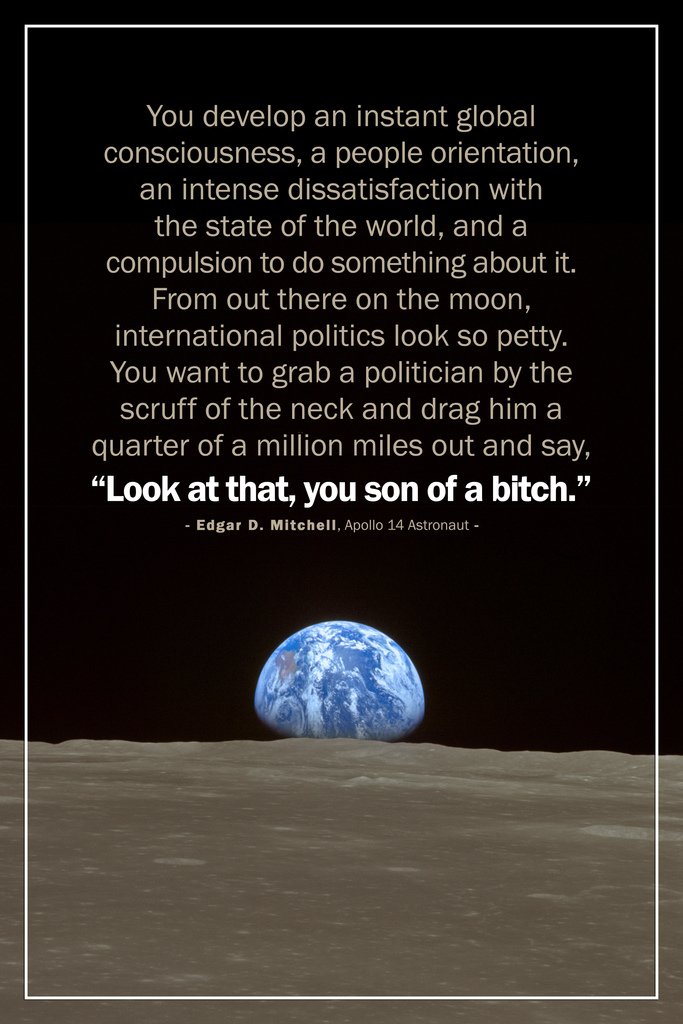 You develop an instant global
consciousness, a people orientation,
an intense dissatisfaction with
the state of the world, and a
compulsion to do something about it.
From out there on the moon,
international politics look so petty.
You want to grab a politician by the
scruff of the neck and drag him a
quarter of a million miles out and say,
“Look at that, you son of a bitch.”
- Edgar D. Mitchell, Apollo 14 Astronaut -